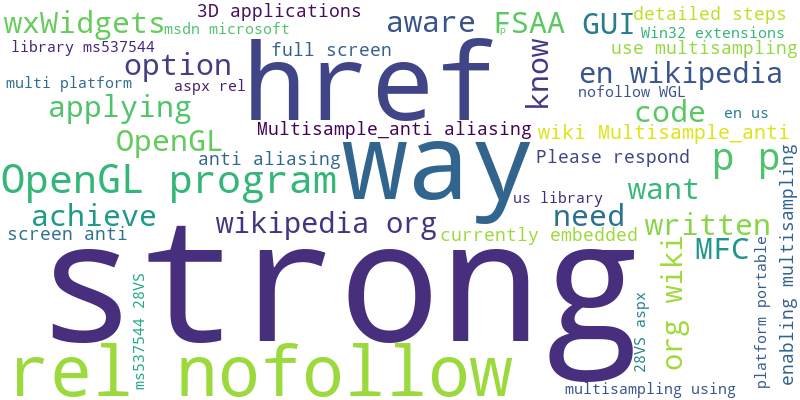 3D applications
wxWidgets
msdn microsoft
aware
FSAA
p
GUI
detailed steps
Win32 extensions
library ms537544
full screen
href
know
use multisampling
option
en wikipedia
multi platform
aspx rel
nofollow WGL
applying
code
en us
Multisample_anti aliasing
wiki Multisample_anti
OpenGL
way
anti aliasing
Please respond
p p
OpenGL program
want
us library
achieve
wikipedia org
need
written
screen anti
currently embedded
MFC
strong
org wiki
platform portable
enabling multisampling
ms537544 28VS
28VS aspx
rel nofollow
multisampling using